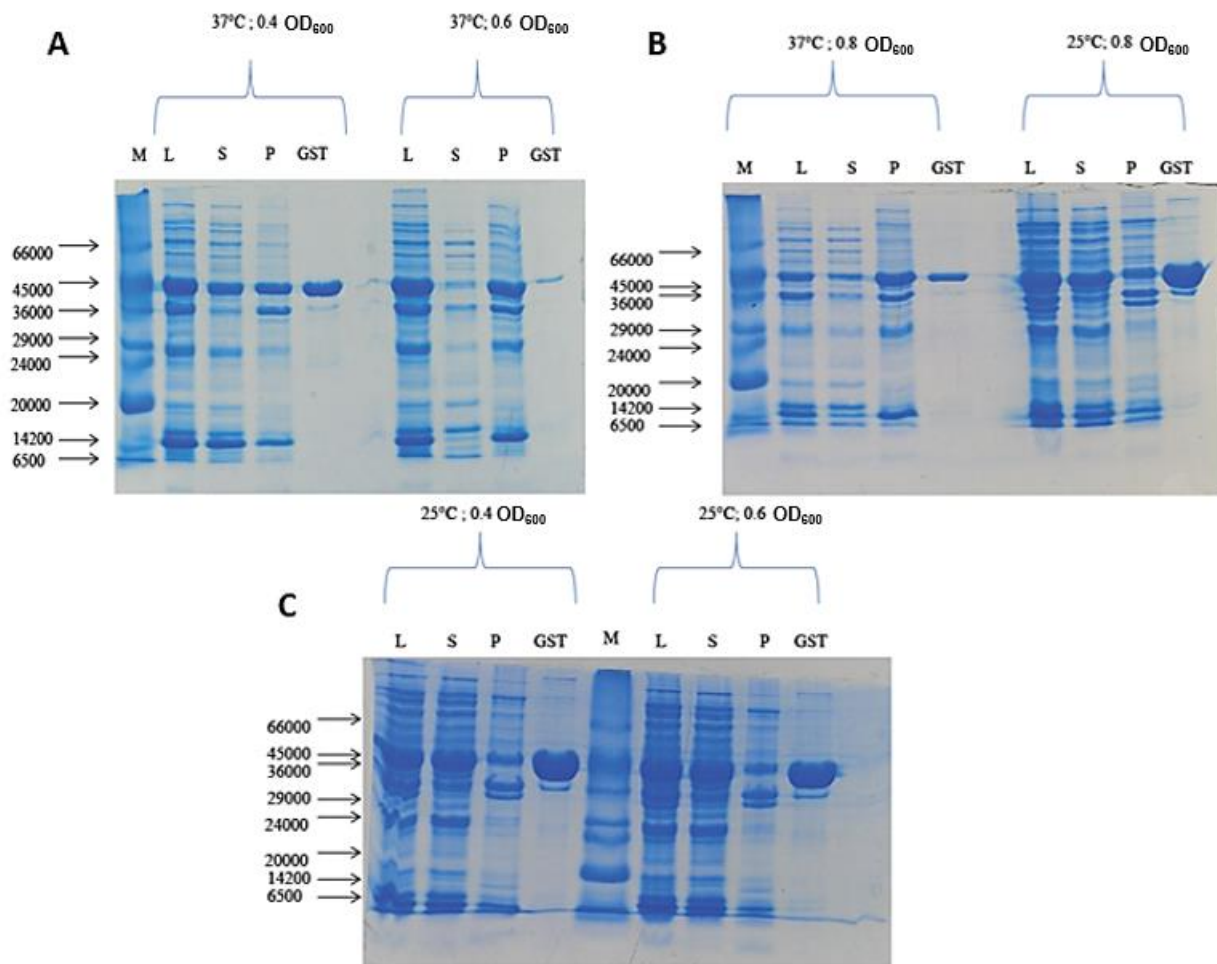 A
37°C ; 0.4 OD600
37°C; 0.6 OD600
M L S P GST L S P GST
66000
45000
36000
29000
24000
20000
14200
6500
B
37°C ; 0.8 OD600
25°C; 0.8 OD600
M L S P GST L S P GST
66000
45000
36000
29000
24000
20000
14200
6500
C
25°C ; 0.4 OD600
25°C; 0.6 OD600
L S P GST M L S P GST
66000
45000
36000
29000
24000
20000
14200
6500